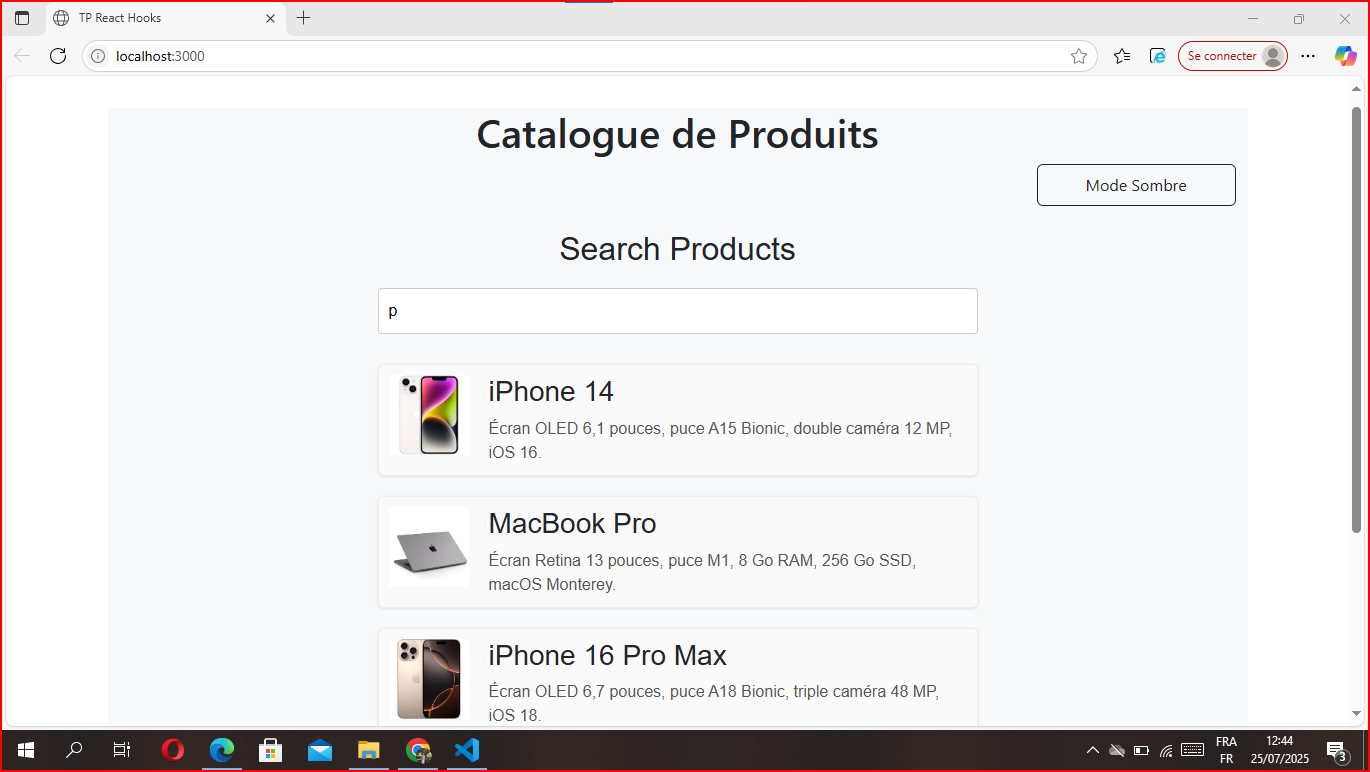 TP React Hooks
localhost:3000
Se connecter
Catalogue de Produits
Mode Sombre
Search Products
p
iPhone 14
Écran OLED 6,1 pouces, puce A15 Bionic, double caméra 12 MP,
iOS 16.
MacBook Pro
Écran Retina 13 pouces, puce M1, 8 Go RAM, 256 Go SSD,
macOS Monterey.
iPhone 16 Pro Max
Écran OLED 6,7 pouces, puce A18 Bionic, triple caméra 48 MP,
iOS 18.
FRA
FR
12:44
25/07/2025
3